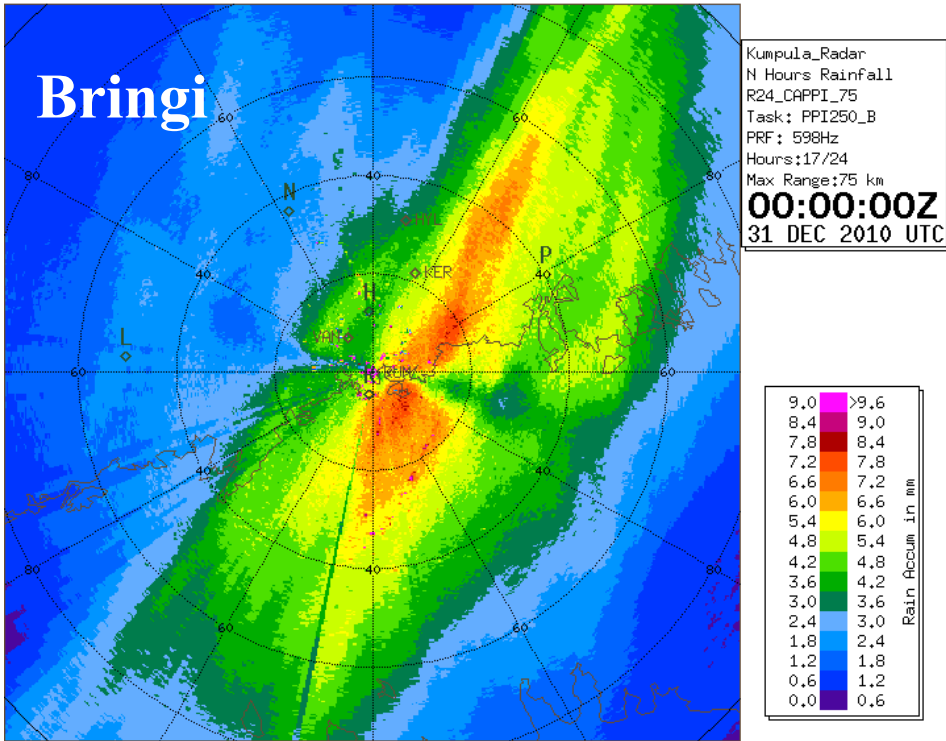 Bringi
Kumpula_Radar
N Hours Rainfall
R24_CAPPI_75
Task: PPI250_B
PRF: 598Hz
Hours:17/24
Max Range:75 km
00:00:00Z
31 DEC 2010 UTC
60
60
80
40
40
80
N
HYL
P
40
KER
40
H
VAN
L
60
K
60
40
40
80
40
80
60
60
9.0 >9.6
8.4 9.0
7.8 8.4
7.2 7.8
6.6 7.2
6.0 6.6
5.4 6.0
4.8 5.4
4.2 4.8
3.6 4.2
3.0 3.6
2.4 3.0
1.8 2.4
1.2 1.8
0.6 1.2
0.0 0.6
Rain Accum in mm